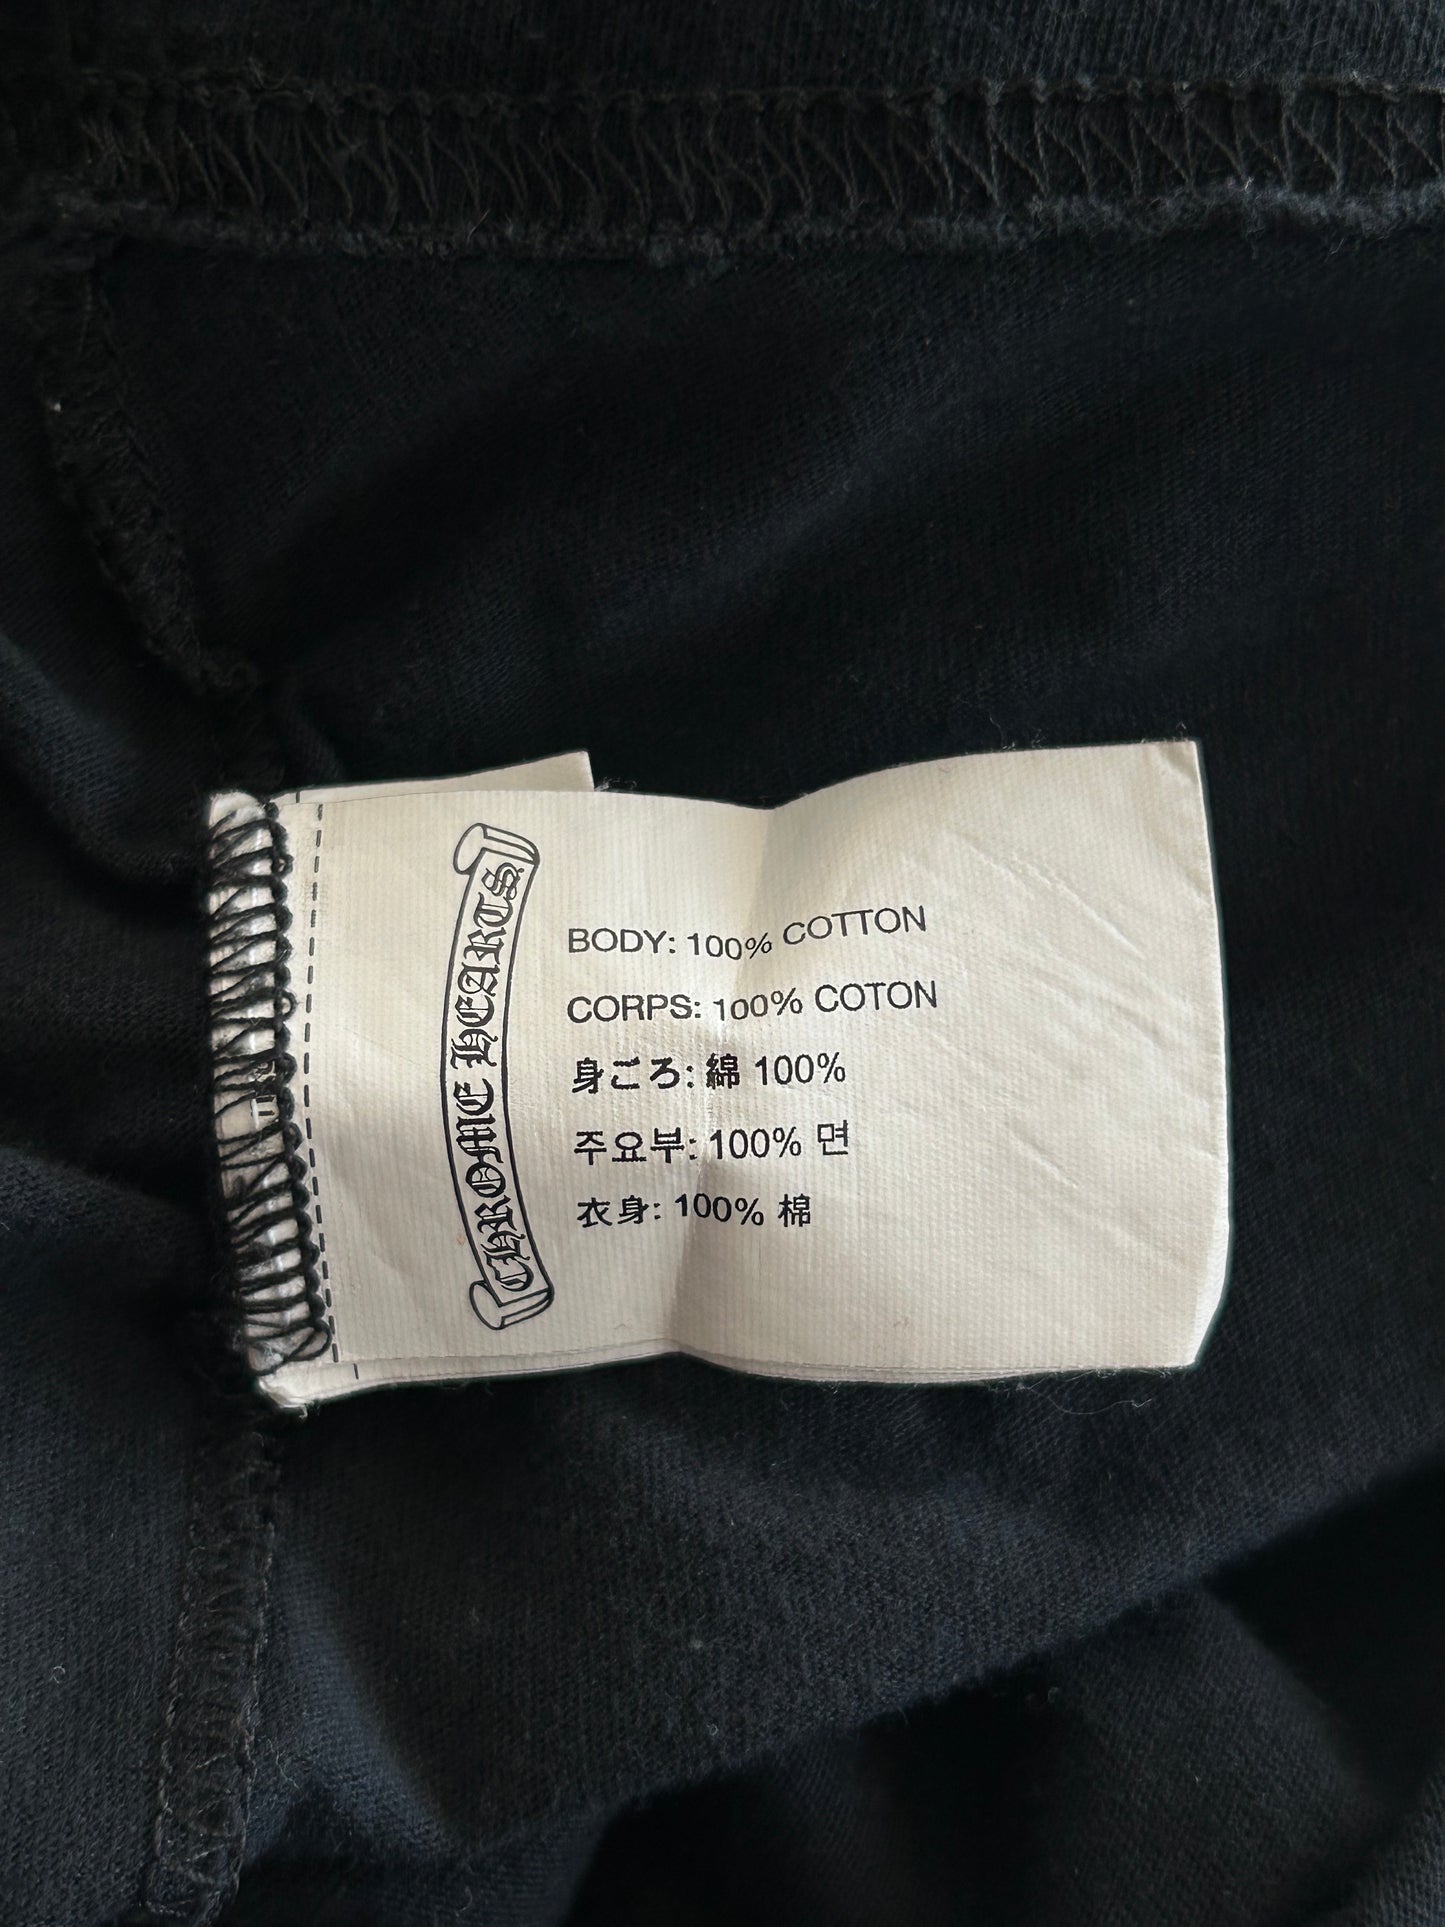 CHROME HEARTS
BODY: 100% COTTON
CORPS: 100% COTON
身ごろ: 綿 100%
주요부: 100% 면
衣身: 100% 棉